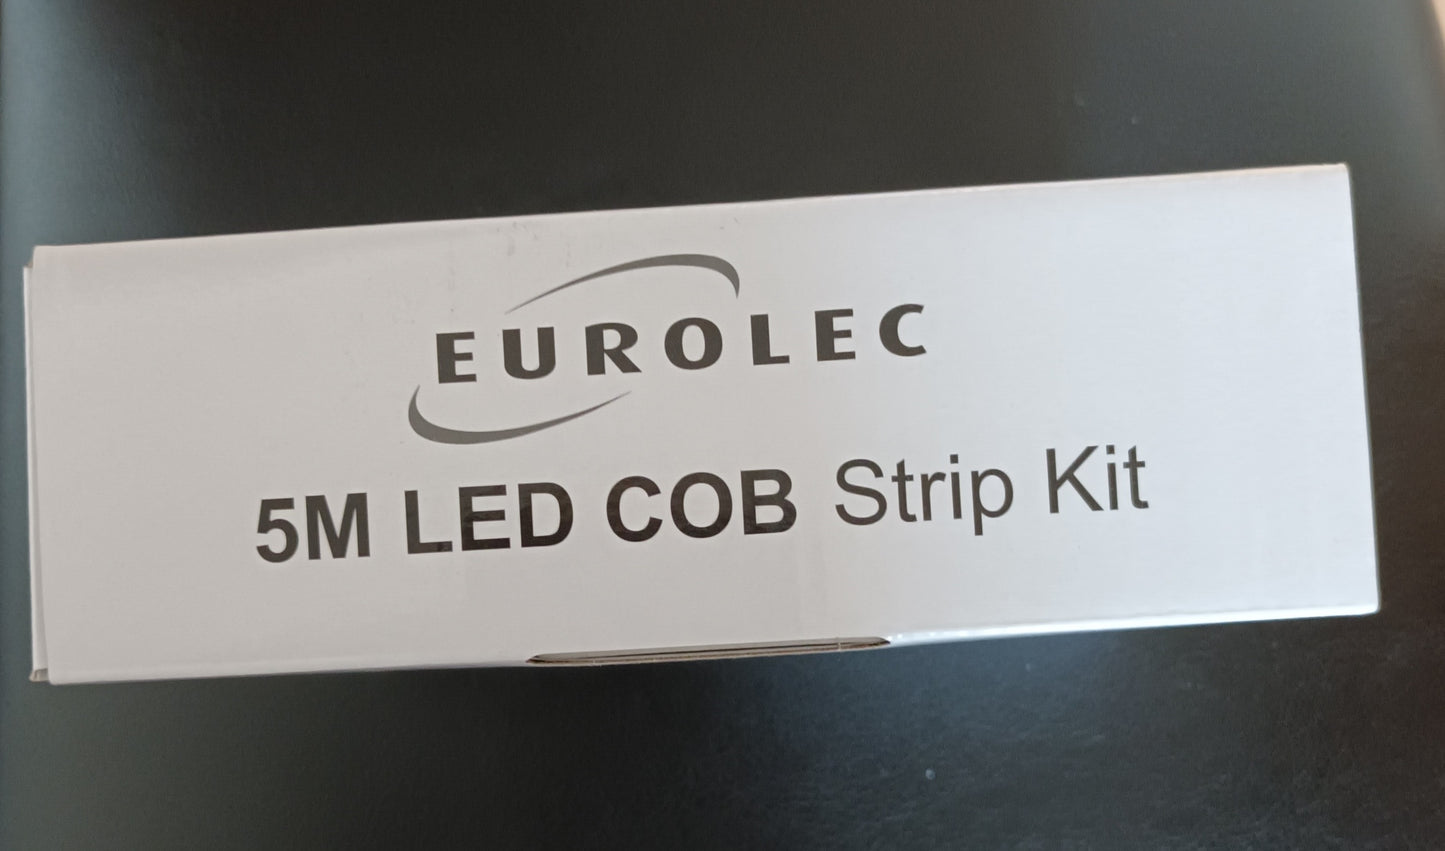 EUROLEC
5M LED COB Strip Kit